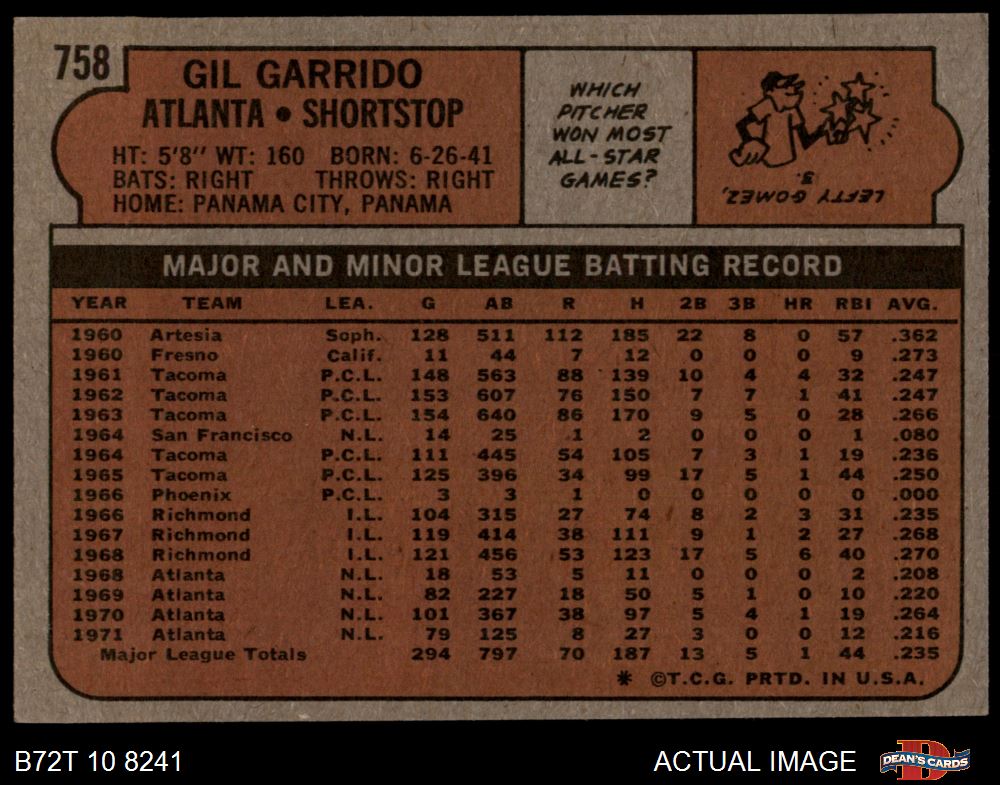 758
GIL GARRIDO
ATLANTA • SHORTSTOP
HT: 5'8" WT: 160 BORN: 6-26-41
BATS: RIGHT THROWS: RIGHT
HOME: PANAMA CITY, PANAMA
WHICH
PITCHER
WON MOST
ALL-STAR
GAMES?
LEFTY GOMEZ,
3.
MAJOR AND MINOR LEAGUE BATTING RECORD
YEAR TEAM LEA. G AB R H 2B 3B HR RBI AVG.
1960 Artesia Soph. 128 511 112 185 22 8 0 57 .362
1960 Fresno Calif. 11 44 7 12 0 0 0 9 .273
1961 Tacoma P.C.L. 148 563 88 139 10 4 4 32 .247
1962 Tacoma P.C.L. 153 607 76 150 7 7 1 41 .247
1963 Tacoma P.C.L. 154 640 86 170 9 5 0 28 .266
1964 San Francisco N.L. 14 25 1 2 0 0 0 1 .080
1964 Tacoma P.C.L. 111 445 54 105 7 3 1 19 .236
1965 Tacoma P.C.L. 125 396 34 99 17 5 1 44 .250
1966 Phoenix P.C.L. 3 3 1 0 0 0 0 0 .000
1966 Richmond I.L. 104 315 27 74 8 2 3 31 .235
1967 Richmond I.L. 119 414 38 111 9 1 2 27 .268
1968 Richmond I.L. 121 456 53 123 17 5 6 40 .270
1968 Atlanta N.L. 18 53 5 11 0 0 0 2 .208
1969 Atlanta N.L. 82 227 18 50 5 1 0 10 .220
1970 Atlanta N.L. 101 367 38 97 5 4 1 19 .264
1971 Atlanta N.L. 79 125 8 27 3 0 0 12 .216
Major League Totals 294 797 70 187 13 5 1 44 .235
* ©T.C.G. PRTD. IN U.S.A.
B72T 10 8241
ACTUAL IMAGE
D
DEAN'S CARDS